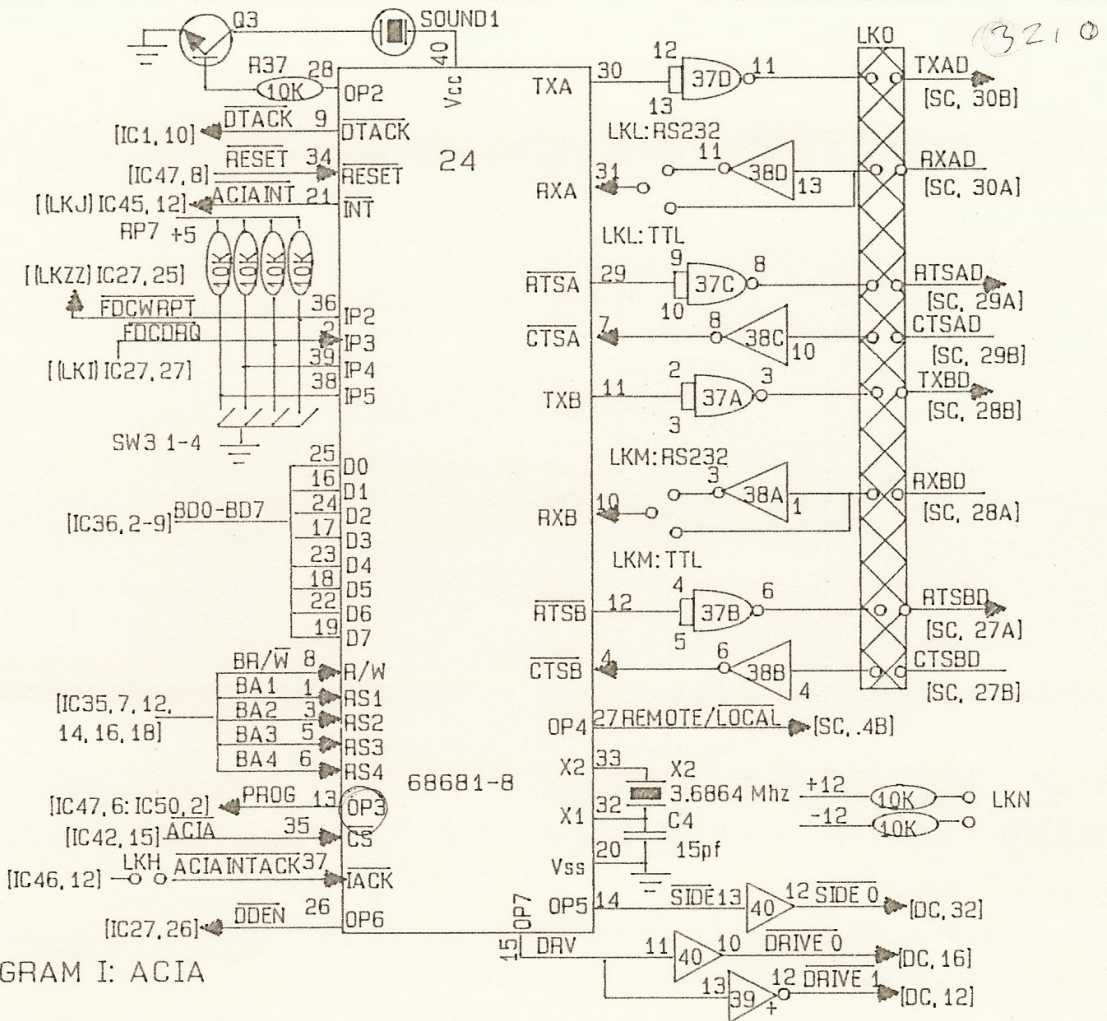 3210
Q3
SOUND1
LKO
R37
10K
28
OP2
40
Vcc
TXA
30
12
13
37D
11
TXAD
[SC, 30B]
[IC1, 10]
DTACK
9
DTACK
24
LKL: RS232
[IC47, 8]
RESET
34
RESET
RXA
31
11
38D
13
RXAD
[SC, 30A]
[(LKJ) IC45, 12]
ACIAINT
21
INT
RP7
+5
LKL: TTL
10K
10K
10K
10K
[(LKZZ) IC27, 25]
RTSA
29
9
10
37C
8
RTSAD
[SC, 29A]
FDCWRPT
36
IP2
FDCDRQ
2
IP3
CTSA
7
8
38C
10
CTSAD
[SC, 29B]
[(LKI) IC27, 27]
39
IP4
38
IP5
TXB
11
2
3
37A
3
TXBD
[SC, 28B]
SW3 1-4
LKM: RS232
25
D0
16
D1
24
D2
17
D3
23
D4
18
D5
22
D6
19
D7
[IC36, 2-9]
BD0-BD7
RXB
10
3
38A
1
RXBD
[SC, 28A]
LKM: TTL
RTSB
12
4
5
37B
6
RTSBD
[SC, 27A]
BR/W
8
R/W
BA1
1
RS1
BA2
3
RS2
BA3
5
RS3
BA4
6
RS4
[IC35, 7, 12,
14, 16, 18]
CTSB
4
6
38B
4
CTSBD
[SC, 27B]
OP4
27
REMOTE/LOCAL
[SC, .4B]
68681-8
X2
33
X2
3.6864 Mhz
X1
32
C4
15pf
+12
10K
LKN
-12
10K
[IC47, 6: IC50, 2]
PROG
13
OP3
[IC42, 15]
ACIA
35
CS
Vss
20
[IC46, 12]
LKH
ACIAINTACK
37
IACK
OP5
14
SIDE
13
40
12
SIDE 0
[DC, 32]
[IC27, 26]
DDEN
26
OP6
OP7
15
DRV
11
40
10
DRIVE 0
[DC, 16]
13
39
+
12
DRIVE 1
[DC, 12]
GRAM I: ACIA